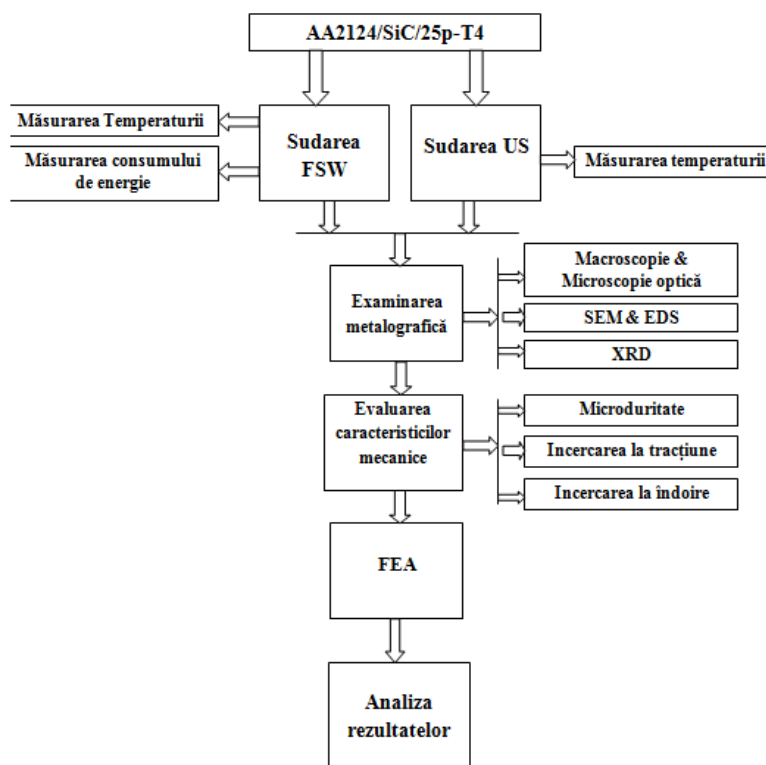 AA2124/SiC/25p-T4
Măsurarea Temperaturii
Măsurarea consumului
de energie
Sudarea
FSW
Sudarea US
Măsurarea temperaturii
Examinarea
metalografică
Macroscopie &
Microscopie optică
SEM & EDS
XRD
Evaluarea
caracteristicilor
mecanice
Microduritate
Incercarea la tracțiune
Incercarea la îndoire
FEA
Analiza
rezultatelor